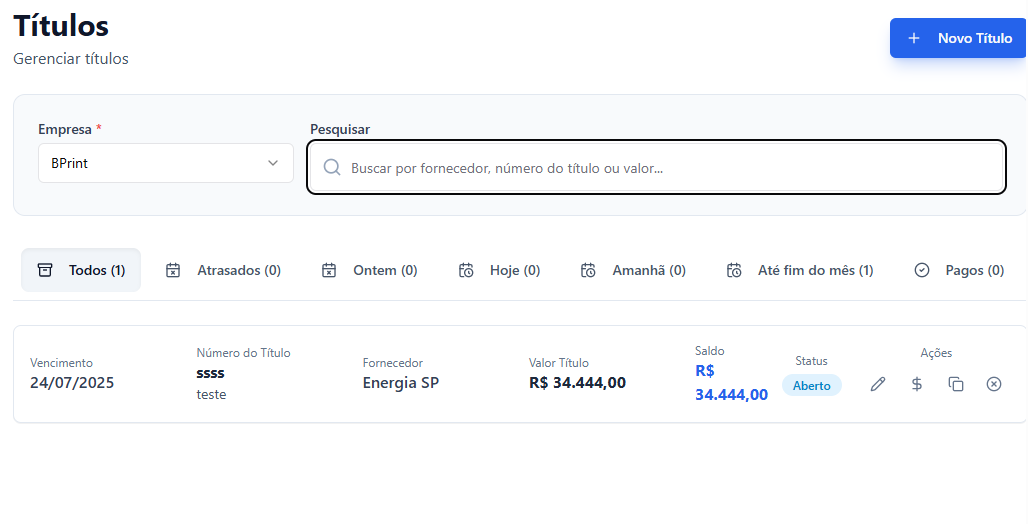 Títulos
Gerenciar títulos
+ Novo Título
Empresa *
BPrint
Pesquisar
Buscar por fornecedor, número do título ou valor...
Todos (1)
Atrasados (0)
Ontem (0)
Hoje (0)
Amanhã (0)
Até fim do mês (1)
Pagos (0)
Vencimento
24/07/2025
Número do Título
ssss
teste
Fornecedor
Energia SP
Valor Título
R$ 34.444,00
Saldo
R$
34.444,00
Status
Aberto
Ações
$